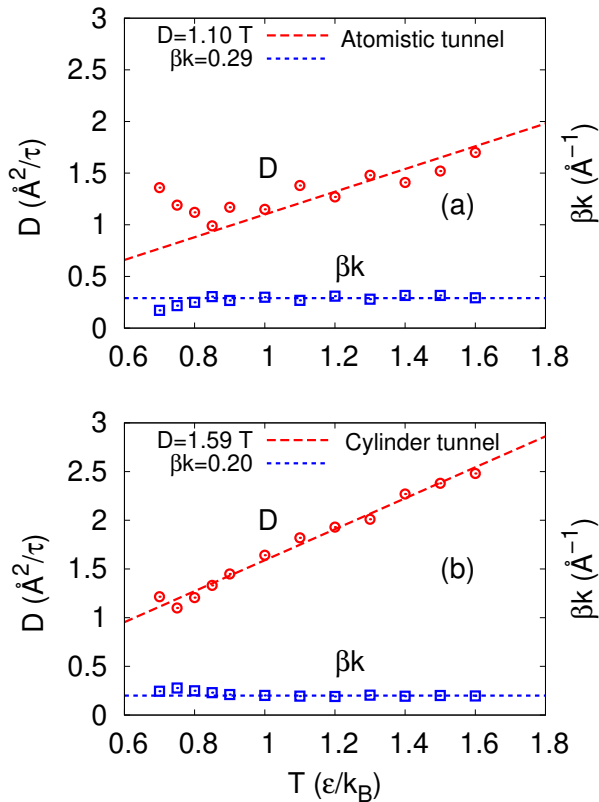 D=1.10 T
Atomistic tunnel
βk=0.29
3
2.5
2
1.5
1
0.5
0
D (Å²/τ)
D
(a)
βk
βk (Å⁻¹)
0.6 0.8 1 1.2 1.4 1.6 1.8
D=1.59 T
Cylinder tunnel
βk=0.20
3
2.5
2
1.5
1
0.5
0
D (Å²/τ)
D
(b)
βk
βk (Å⁻¹)
0.6 0.8 1 1.2 1.4 1.6 1.8
T (ε/k_B)